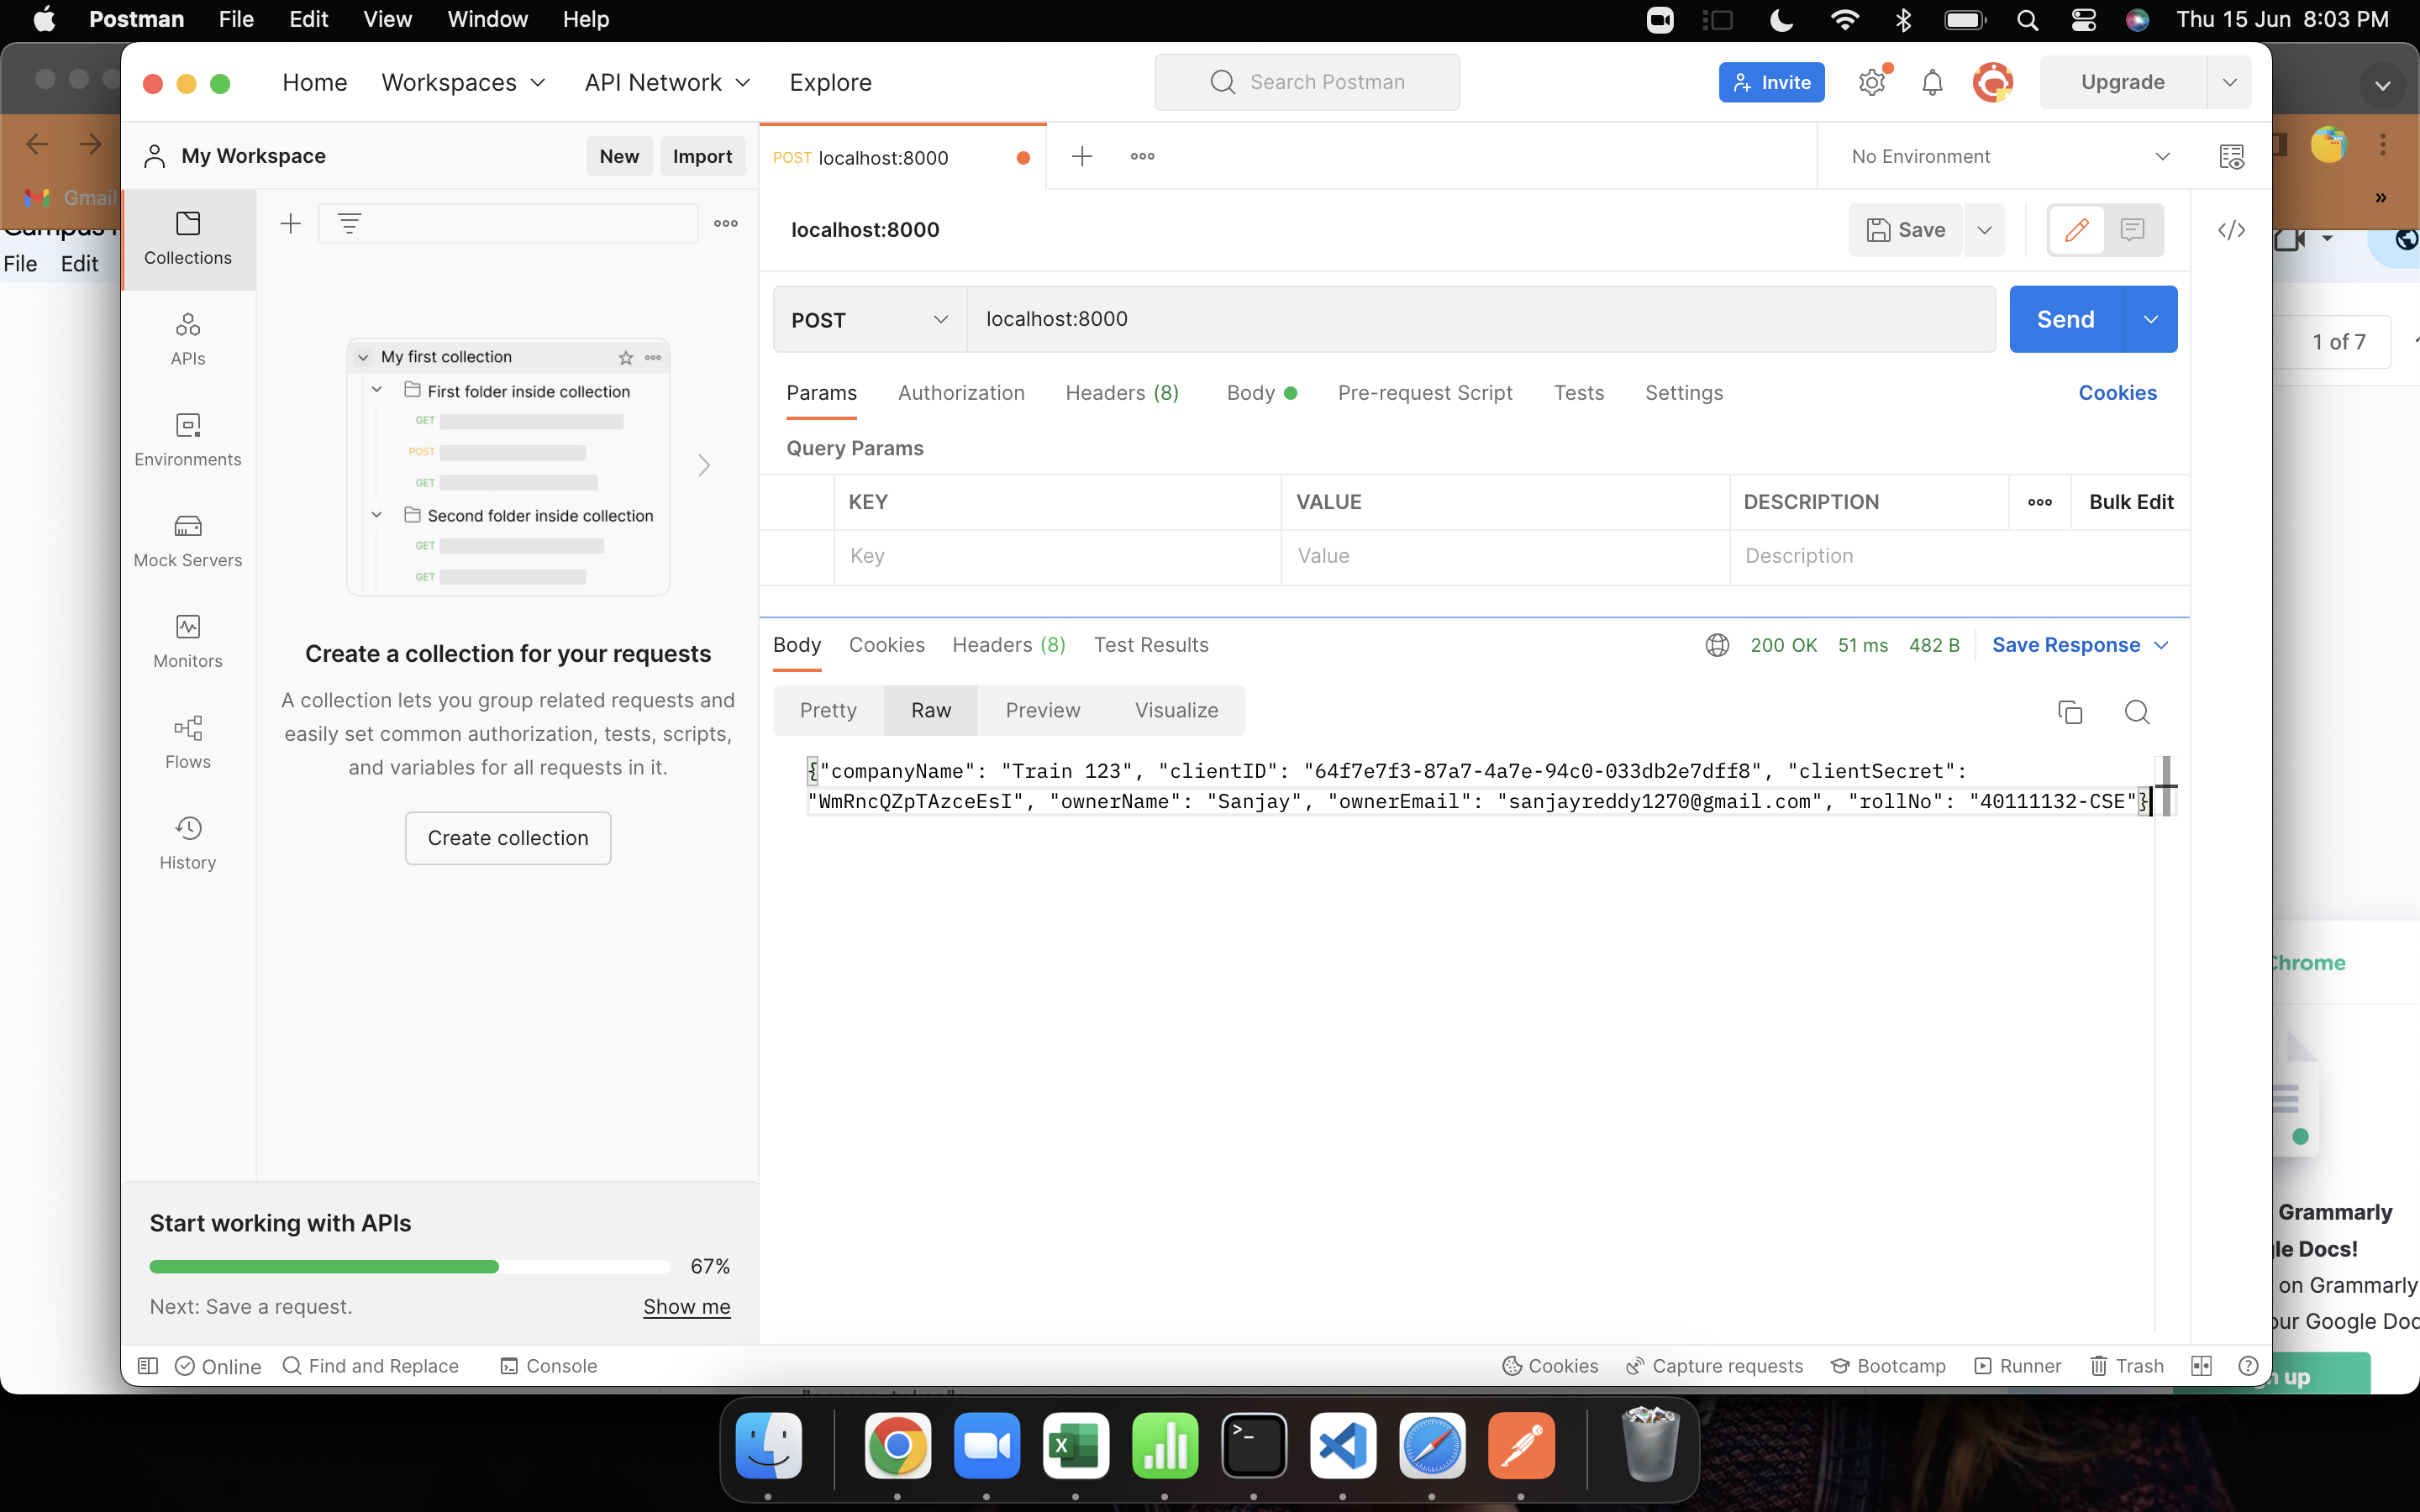 Postman File Edit View Window Help Thu 15 Jun 8:03 PM
Home Workspaces API Network Explore Search Postman Invite Upgrade
My Workspace New Import POST localhost:8000 No Environment
Gmail
File Edit
Collections
localhost:8000 Save
APIs
Environments
Mock Servers
Monitors
Flows
History
My first collection
First folder inside collection
GET
POST
GET
Second folder inside collection
GET
GET
Create a collection for your requests
A collection lets you group related requests and
easily set common authorization, tests, scripts,
and variables for all requests in it.
Create collection
Start working with APIs
67%
Next: Save a request. Show me
POST localhost:8000 Send
Params Authorization Headers (8) Body Pre-request Script Tests Settings Cookies
Query Params
KEY VALUE DESCRIPTION Bulk Edit
Key Value Description
Body Cookies Headers (8) Test Results 200 OK 51 ms 482 B Save Response
Pretty Raw Preview Visualize
{"companyName": "Train 123", "clientID": "64f7e7f3-87a7-4a7e-94c0-033db2e7dff8", "clientSecret":
"WmRncQZpTAzceEsI", "ownerName": "Sanjay", "ownerEmail": "sanjayreddy1270@gmail.com", "rollNo": "40111132-CSE"}
Online Find and Replace Console Cookies Capture requests Bootcamp Runner Trash
1 of 7
Chrome
Grammarly
le Docs!
on Grammarly
our Google Doc
up